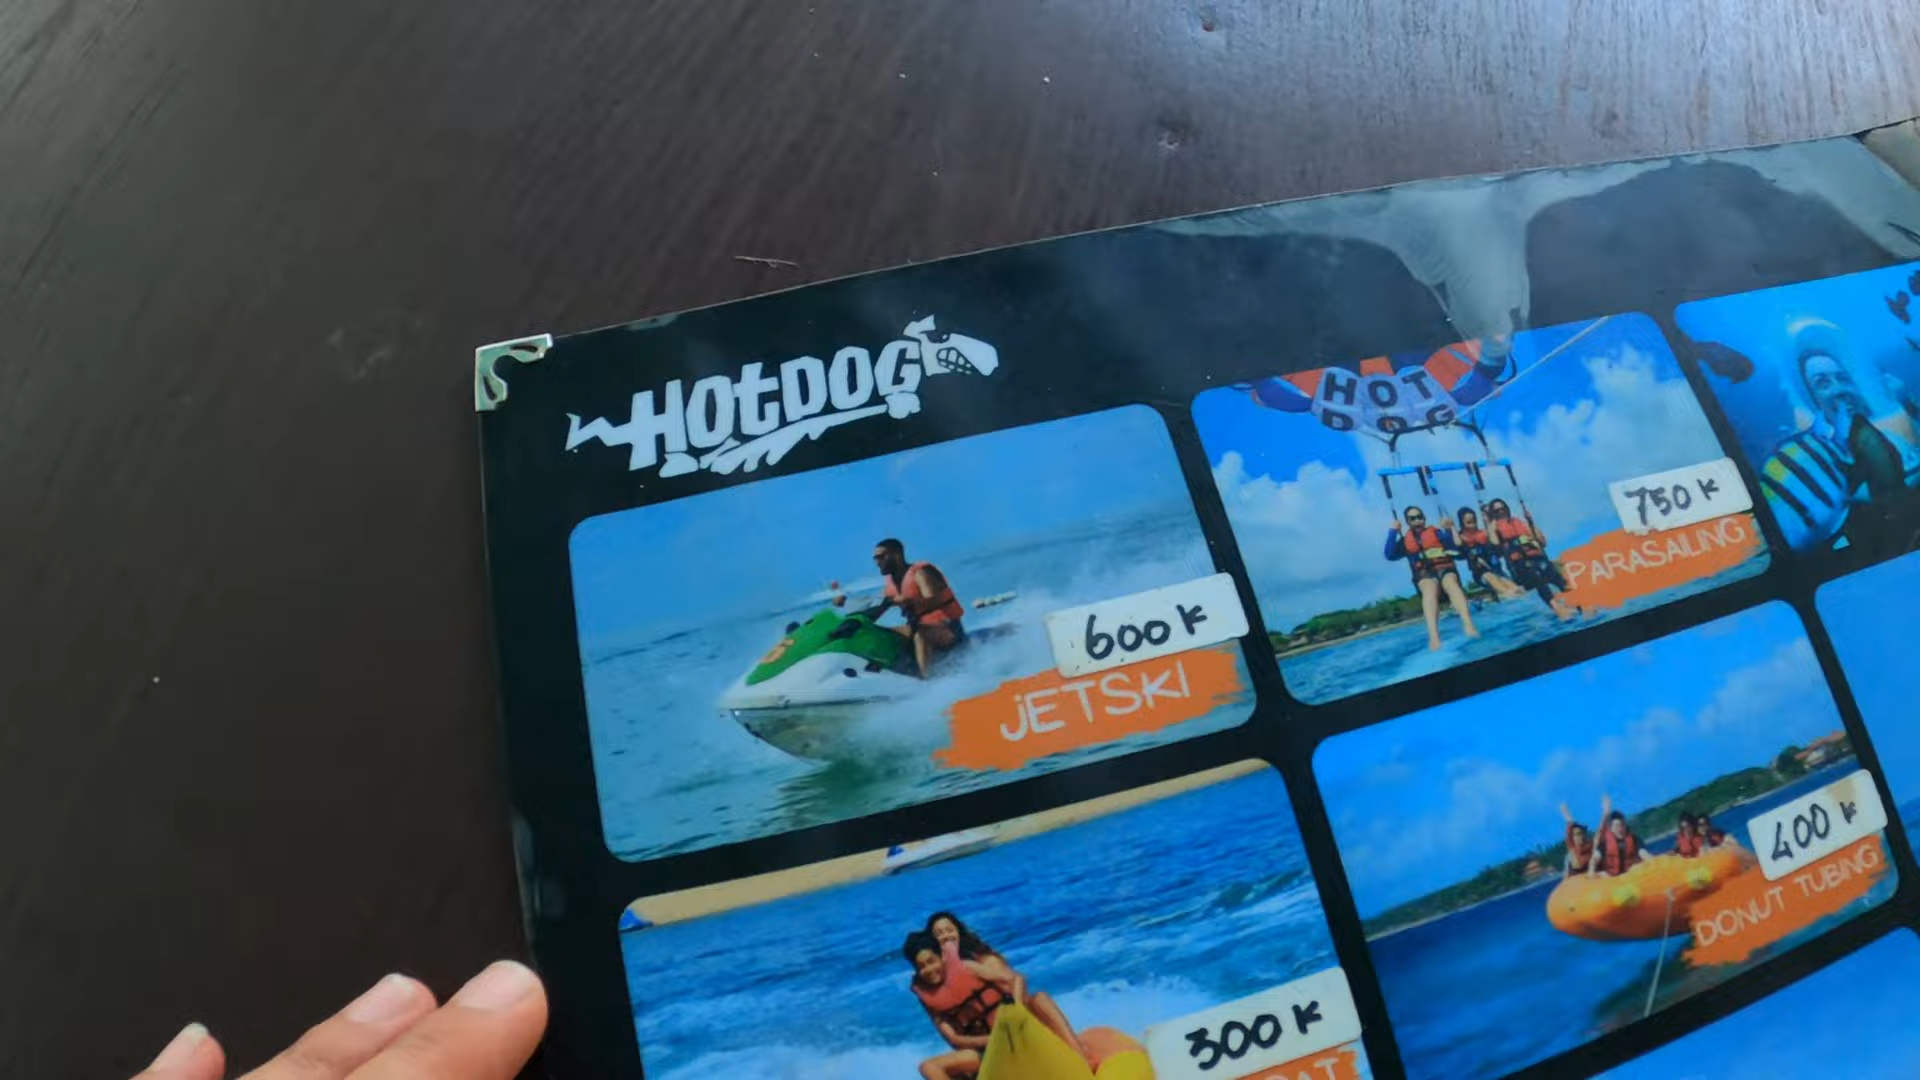 HOTDOG
HOT
DOG
750 K
PARASAILING
600 K
JETSKI
400 K
DONUT TUBING
300 K